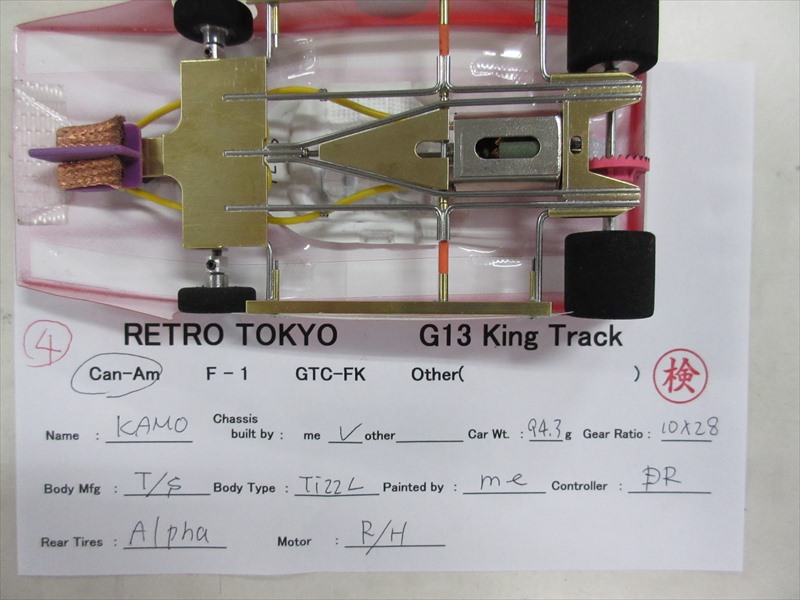 RETRO TOKYO G13 King Track
④ Can-Am F-1 GTC-FK Other( ) 検
Name : KAMO Chassis built by : me ✓ other Car Wt. : 94.3 g Gear Ratio : 10X28
Body Mfg : T/S Body Type : Ti22L Painted by : me Controller : DR
Rear Tires : Alpha Motor : R/H